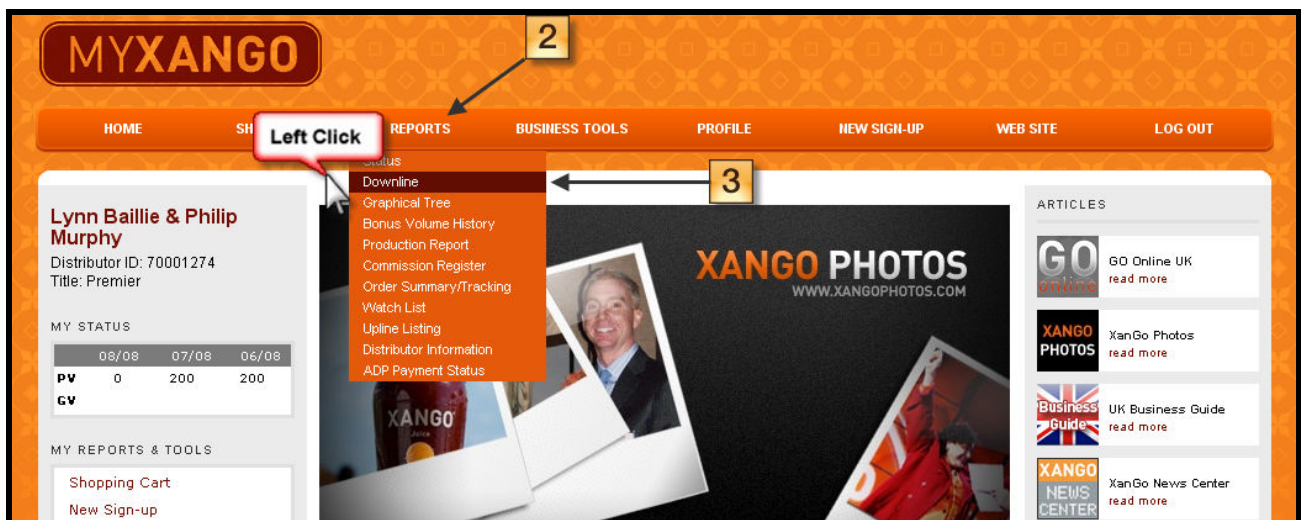 MYXANGO
2
HOME SH REPORTS BUSINESS TOOLS PROFILE NEW SIGN-UP WEB SITE LOG OUT
Left Click
Status
Downline
3
Graphical Tree
Bonus Volume History
Production Report
Commission Register
Order Summary/Tracking
Watch List
Upline Listing
Distributor Information
ADP Payment Status
Lynn Baillie & Philip
Murphy
Distributor ID: 70001274
Title: Premier
MY STATUS
08/08 07/08 06/08
PV 0 200 200
GV
MY REPORTS & TOOLS
Shopping Cart
New Sign-up
XANGO PHOTOS
WWW.XANGOPHOTOS.COM
XANGO
Juice
ARTICLES
GO
online
GO Online UK
read more
XANGO
PHOTOS
XanGo Photos
read more
Business
Guide
UK Business Guide
read more
XANGO
NEWS
CENTER
XanGo News Center
read more